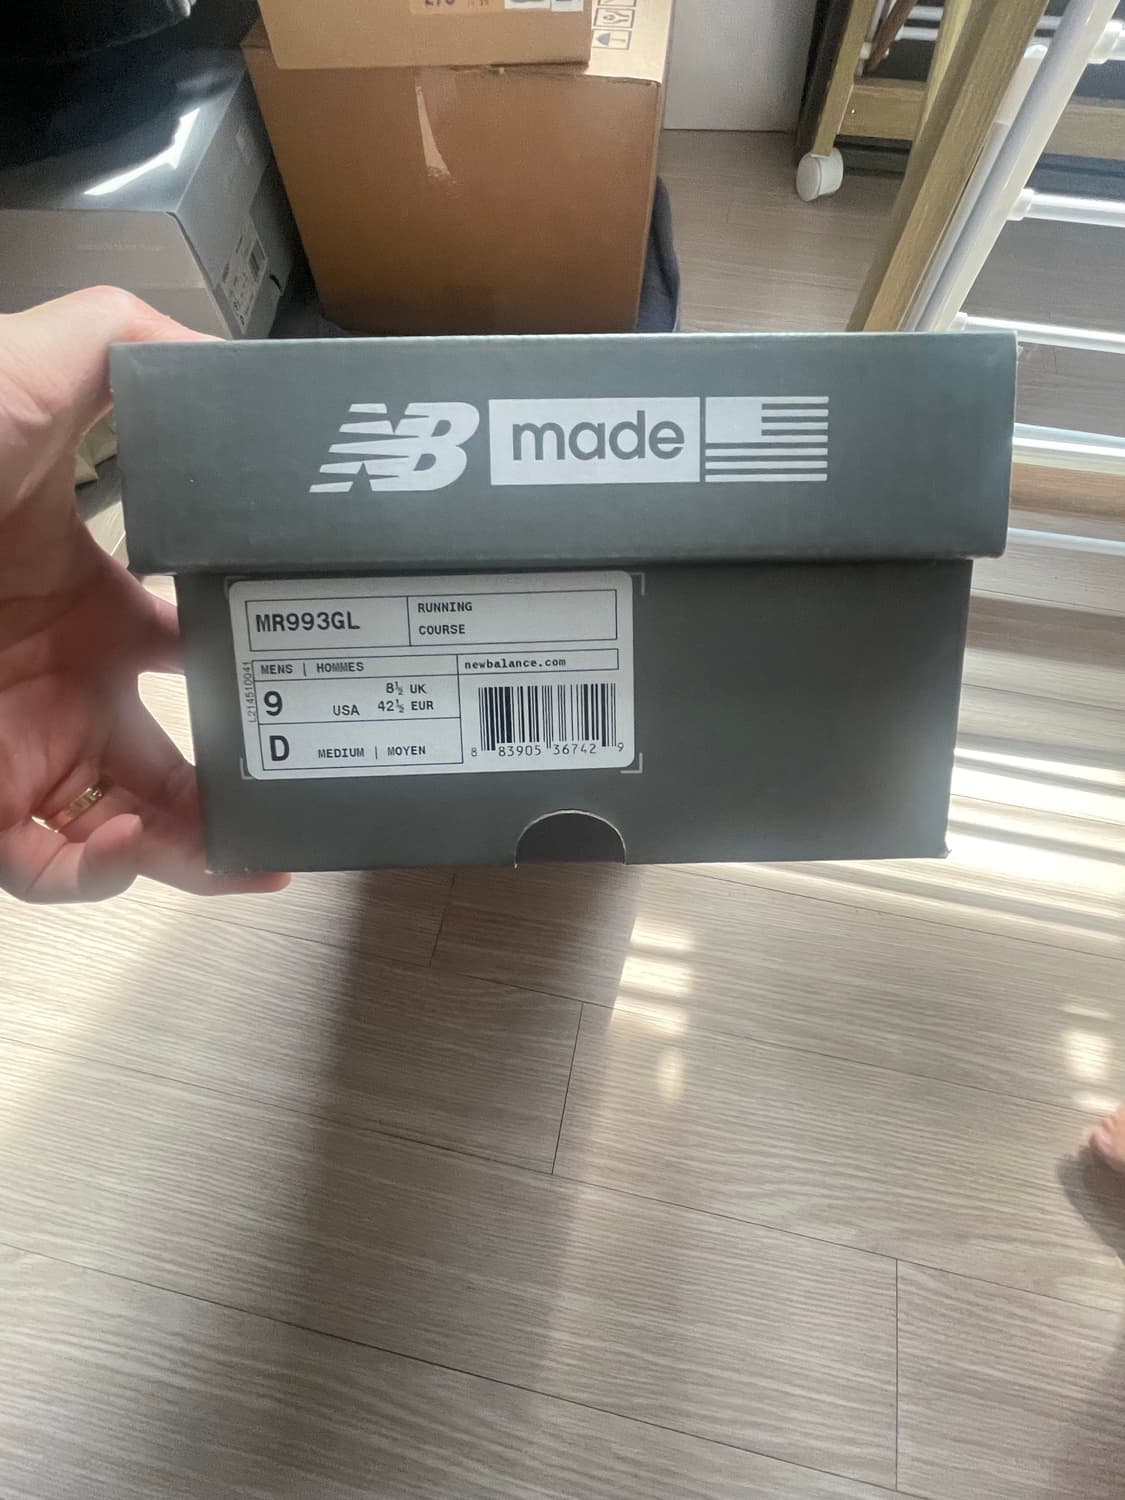 NB made
MR993GL
RUNNING
COURSE
MENS | HOMMES
newbalance.com
9 USA 8½ UK
42½ EUR
D MEDIUM | MOYEN
8 83905 36742 9
L214510041